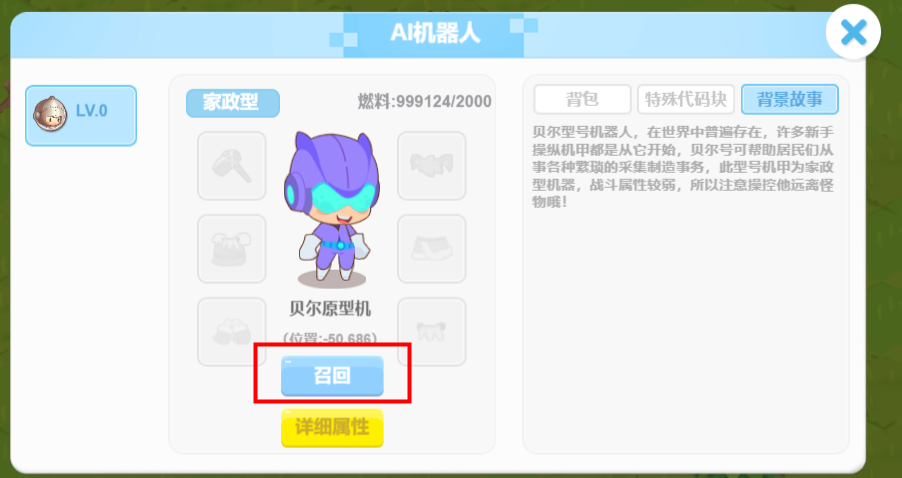 AI机器人
LV.0
家政型
燃料:999124/2000
贝尔原型机
(位置:-50,686)
召回
详细属性
背包
特殊代码块
背景故事
贝尔型号机器人，在世界中普遍存在，许多新手
操纵机甲都是从它开始，贝尔号可帮助居民们从
事各种繁琐的采集制造事务，此型号机甲为家政
型机器，战斗属性较弱，所以注意操控他远离怪
物哦！